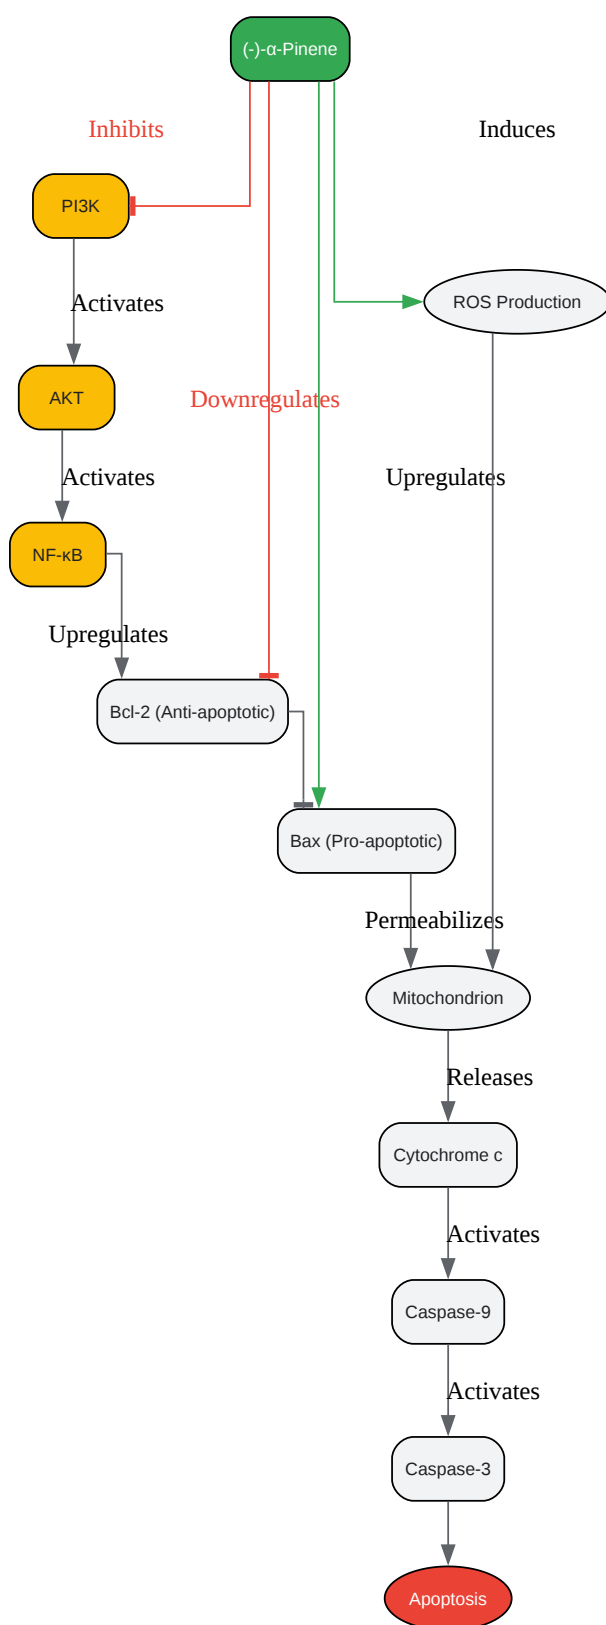 (-)-α-Pinene
Inhibits
Induces
PI3K
Activates
ROS Production
AKT
Downregulates
Activates
Upregulates
NF-κB
Upregulates
Bcl-2 (Anti-apoptotic)
Bax (Pro-apoptotic)
Permeabilizes
Mitochondrion
Releases
Cytochrome c
Activates
Caspase-9
Activates
Caspase-3
Apoptosis